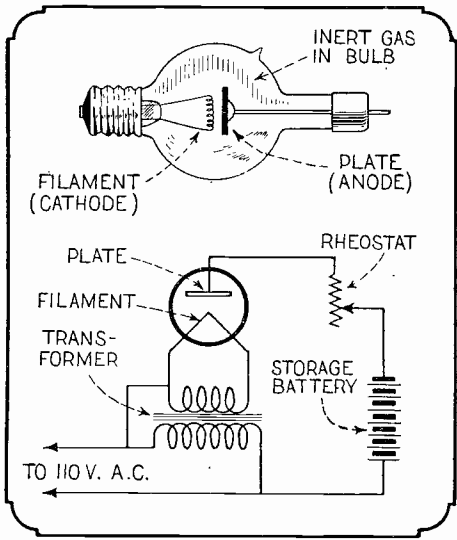 INERT GAS
IN BULB
FILAMENT
(CATHODE)
PLATE
(ANODE)
PLATE
RHEOSTAT
FILAMENT
TRANS-
FORMER
STORAGE
BATTERY
TO 110 V. A.C.